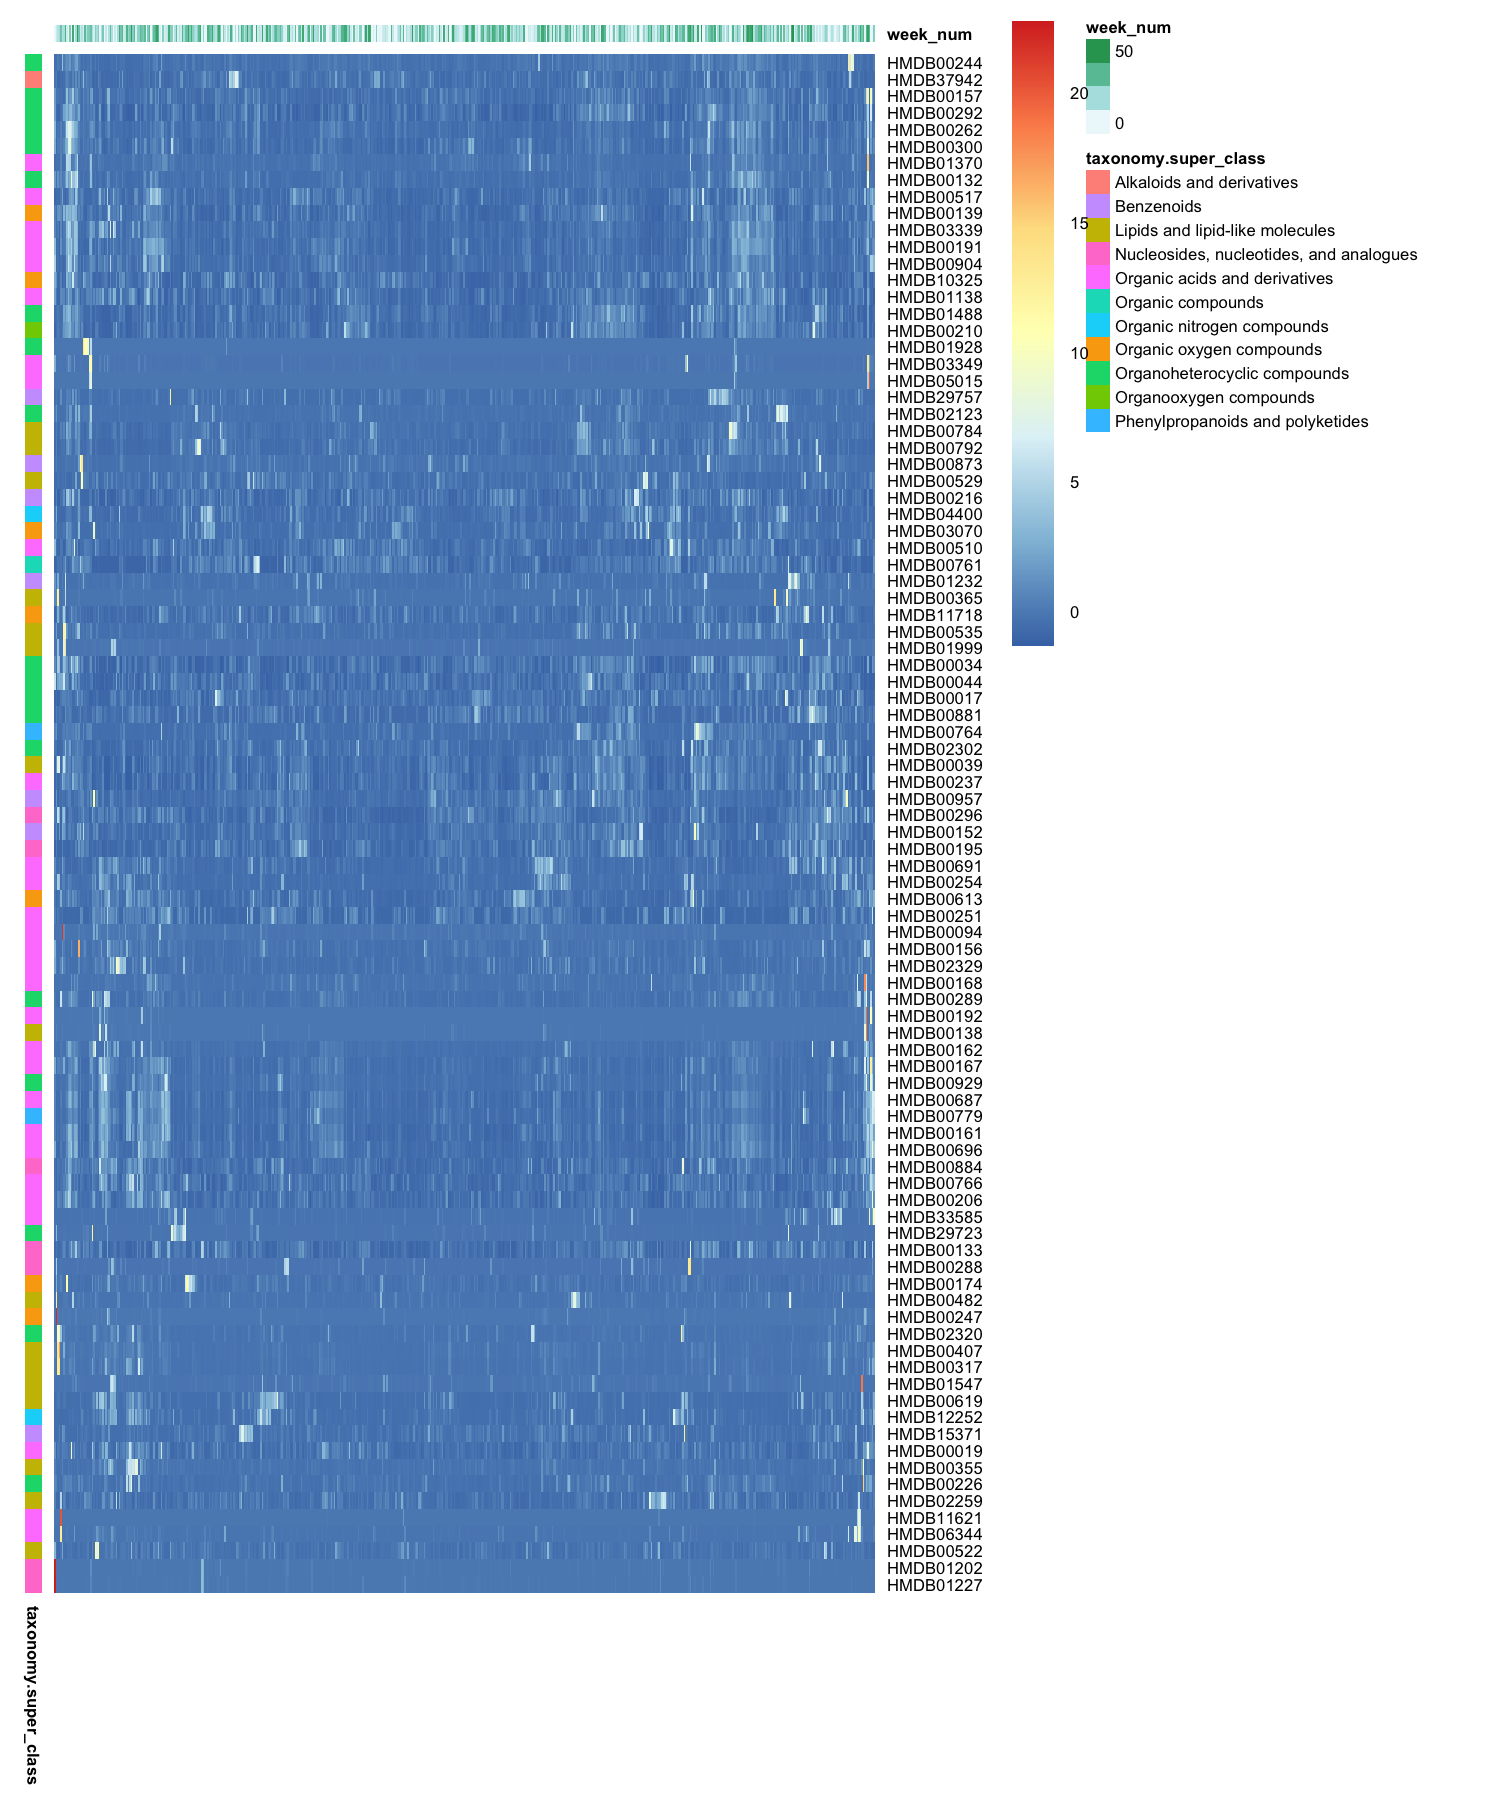 week_num
HMDB00244
HMDB37942
HMDB00157
HMDB00292
HMDB00262
HMDB00300
HMDB01370
HMDB00132
HMDB00517
HMDB00139
HMDB03339
HMDB00191
HMDB00904
HMDB10325
HMDB01138
HMDB01488
HMDB00210
HMDB01928
HMDB03349
HMDB05015
HMDB29757
HMDB02123
HMDB00784
HMDB00792
HMDB00873
HMDB00529
HMDB00216
HMDB04400
HMDB03070
HMDB00510
HMDB00761
HMDB01232
HMDB00365
HMDB11718
HMDB00535
HMDB01999
HMDB00034
HMDB00044
HMDB00017
HMDB00881
HMDB00764
HMDB02302
HMDB00039
HMDB00237
HMDB00957
HMDB00296
HMDB00152
HMDB00195
HMDB00691
HMDB00254
HMDB00613
HMDB00251
HMDB00094
HMDB00156
HMDB02329
HMDB00168
HMDB00289
HMDB00192
HMDB00138
HMDB00162
HMDB00167
HMDB00929
HMDB00687
HMDB00779
HMDB00161
HMDB00696
HMDB00884
HMDB00766
HMDB00206
HMDB33585
HMDB29723
HMDB00133
HMDB00288
HMDB00174
HMDB00482
HMDB00247
HMDB02320
HMDB00407
HMDB00317
HMDB01547
HMDB00619
HMDB12252
HMDB15371
HMDB00019
HMDB00355
HMDB00226
HMDB02259
HMDB11621
HMDB06344
HMDB00522
HMDB01202
HMDB01227
taxonomy.super_class
20
15
10
5
0
week_num
50
0
taxonomy.super_class
Alkaloids and derivatives
Benzenoids
Lipids and lipid-like molecules
Nucleosides, nucleotides, and analogues
Organic acids and derivatives
Organic compounds
Organic nitrogen compounds
Organic oxygen compounds
Organoheterocyclic compounds
Organooxygen compounds
Phenylpropanoids and polyketides